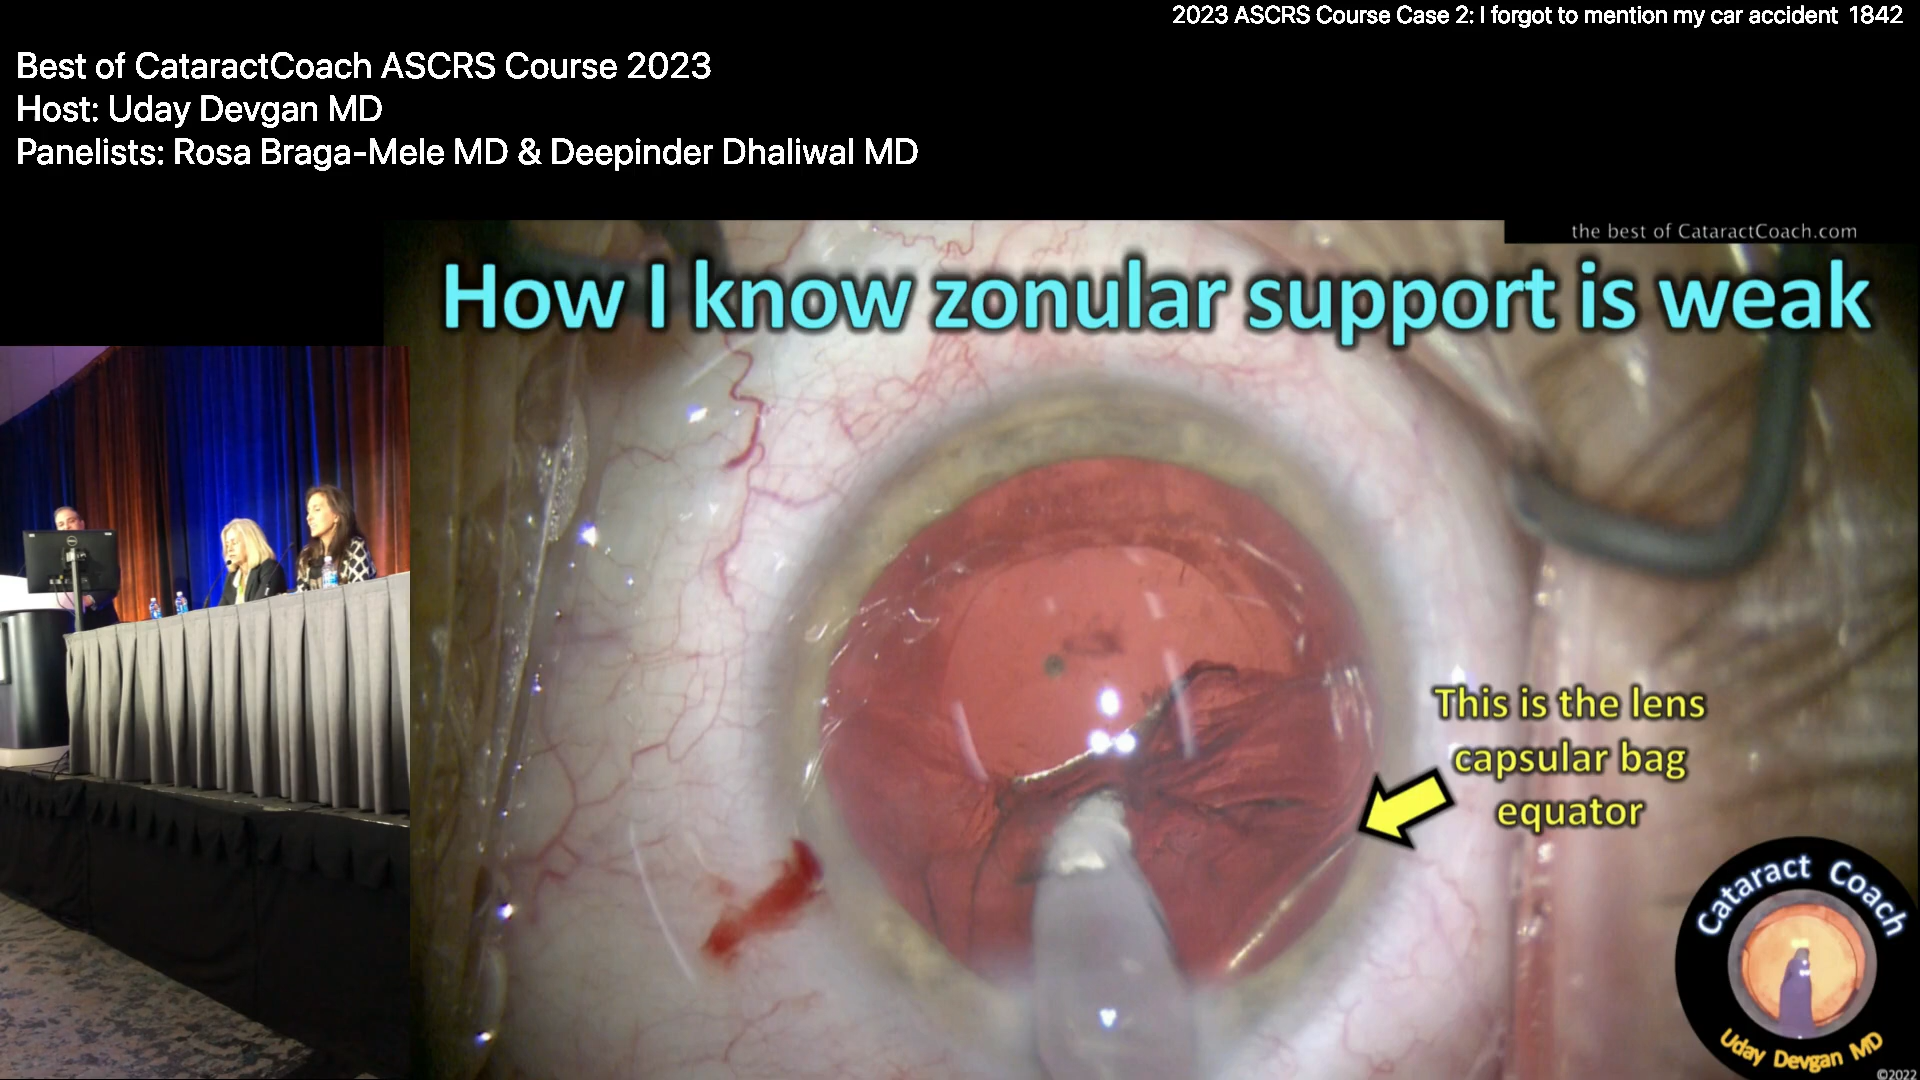 2023 ASCRS Course Case 2: I forgot to mention my car accident 1842
Best of CataractCoach ASCRS Course 2023
Host: Uday Devgan MD
Panelists: Rosa Braga-Mele MD & Deepinder Dhaliwal MD
the best of CataractCoach.com
How I know zonular support is weak
This is the lens
capsular bag
equator
Cataract Coach
Uday Devgan MD
©2022